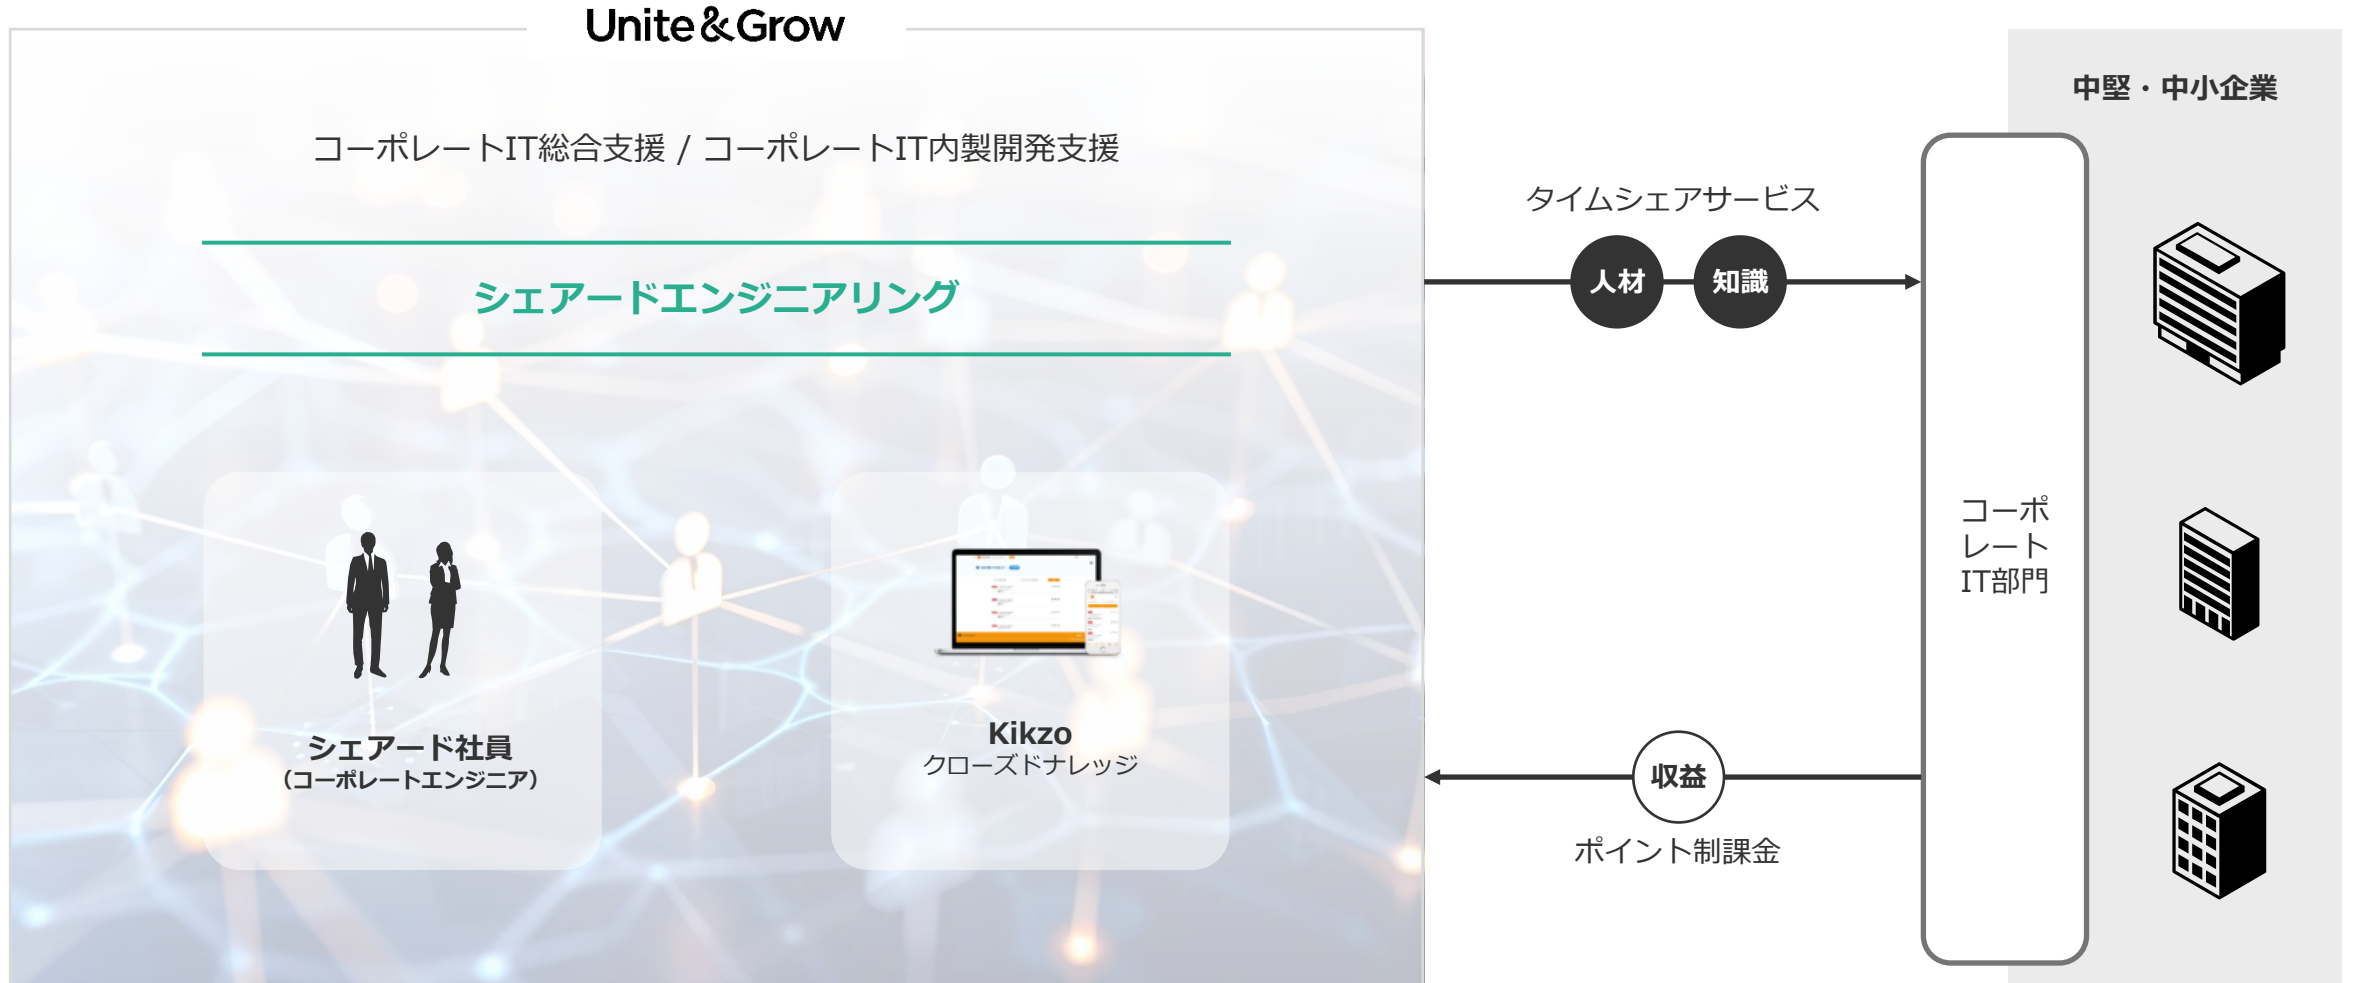 Unite&Grow
コーポレートIT総合支援 / コーポレートIT内製開発支援
シェアードエンジニアリング
シェアード社員
（コーポレートエンジニア）
Kikzo
クローズドナレッジ
タイムシェアサービス
人材
知識
収益
ポイント制課金
中堅・中小企業
コーポ
レート
IT部門